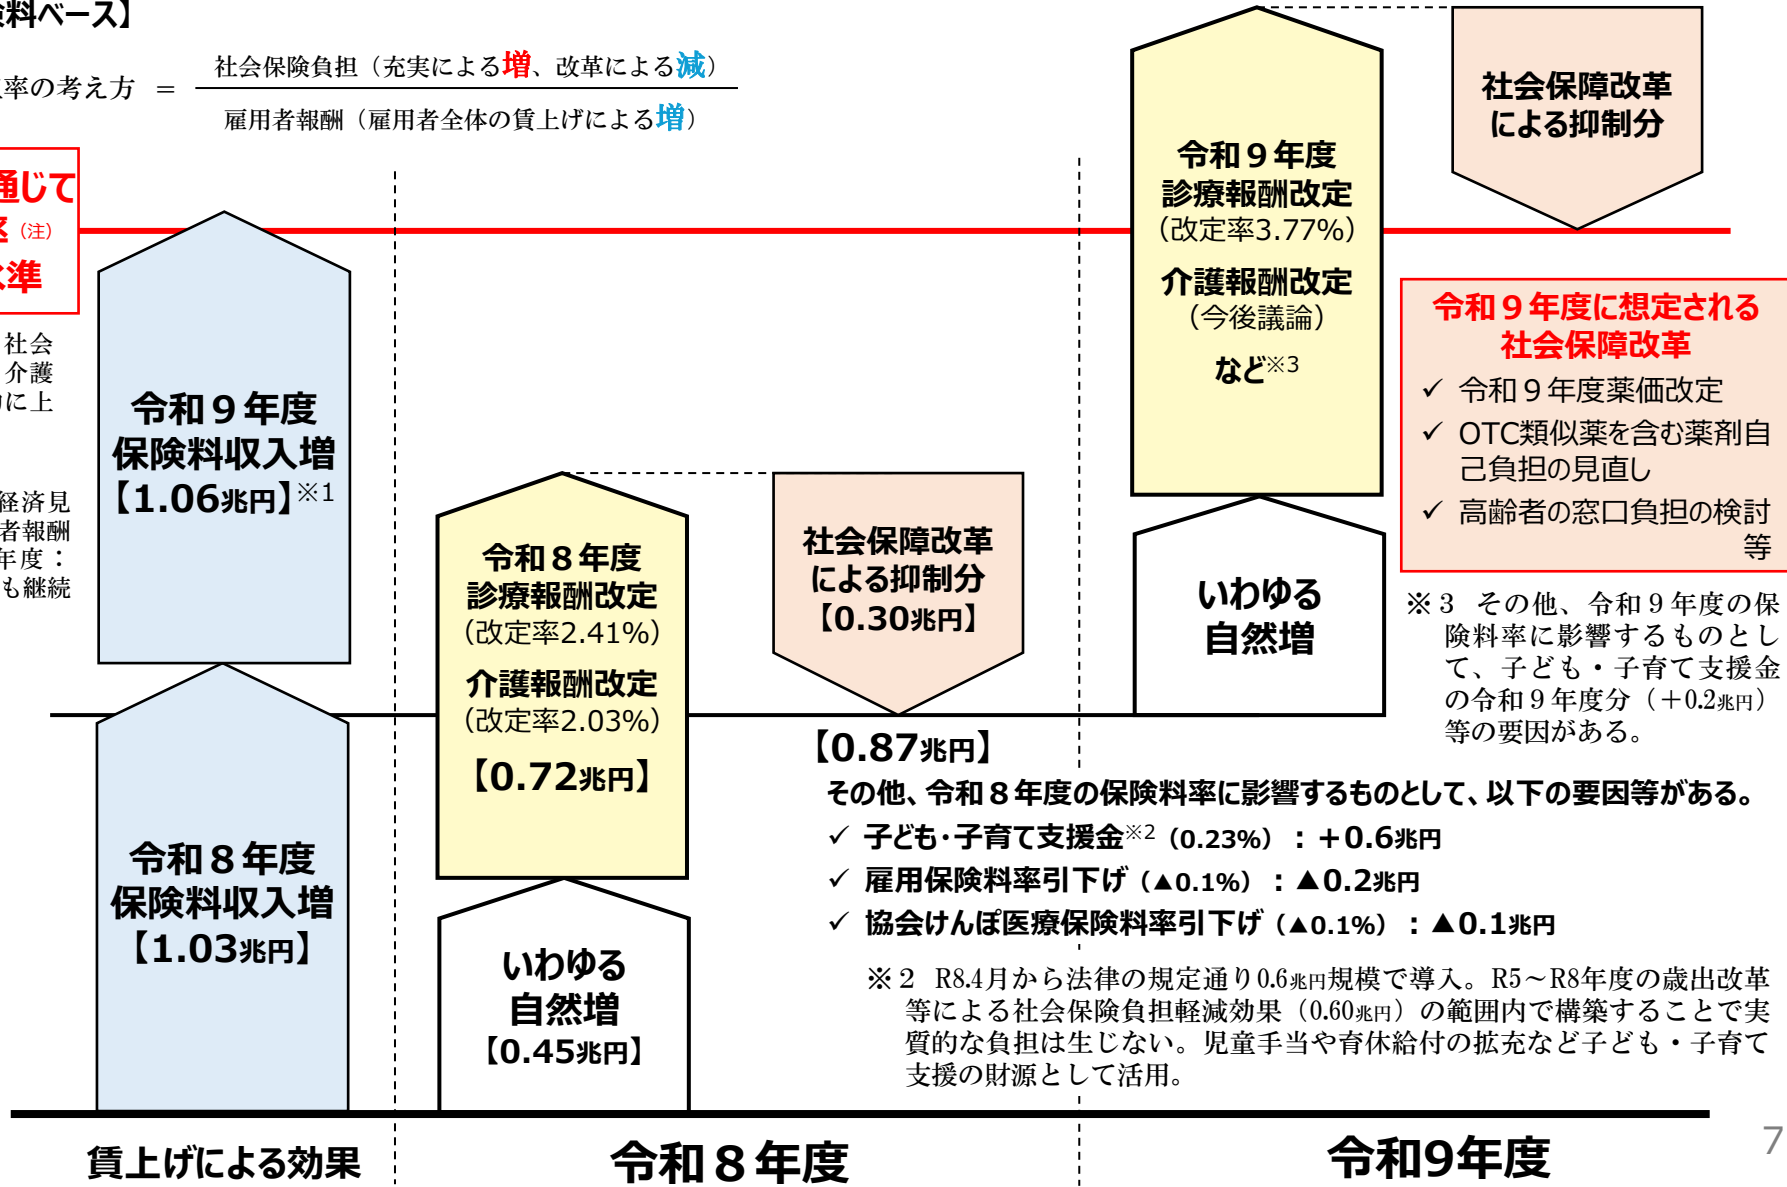 険料ベース】
率の考え方 ＝
社会保険負担（充実による増、改革による減）
雇用者報酬（雇用者全体の賃上げによる増）
通じて
（注）
準
社会
介護
に上
経済見
者報酬
年度：
も継続
令和９年度
保険料収入増
【1.06兆円】※1
令和８年度
保険料収入増
【1.03兆円】
令和８年度
診療報酬改定
（改定率2.41%）
介護報酬改定
（改定率2.03%）
【0.72兆円】
いわゆる
自然増
【0.45兆円】
社会保障改革
による抑制分
【0.30兆円】
【0.87兆円】
その他、令和８年度の保険料率に影響するものとして、以下の要因等がある。
✓ 子ども・子育て支援金※2（0.23%）：＋0.6兆円
✓ 雇用保険料率引下げ（▲0.1%）：▲0.2兆円
✓ 協会けんぽ医療保険料率引下げ（▲0.1%）：▲0.1兆円
※２ R8.4月から法律の規定通り0.6兆円規模で導入。R5～R8年度の歳出改革
等による社会保険負担軽減効果（0.60兆円）の範囲内で構築することで実
質的な負担は生じない。児童手当や育休給付の拡充など子ども・子育て
支援の財源として活用。
令和９年度
診療報酬改定
（改定率3.77%）
介護報酬改定
（今後議論）
など※3
いわゆる
自然増
社会保障改革
による抑制分
令和９年度に想定される
社会保障改革
✓ 令和９年度薬価改定
✓ OTC類似薬を含む薬剤自
己負担の見直し
✓ 高齢者の窓口負担の検討
等
※３ その他、令和９年度の保
険料率に影響するものとし
て、子ども・子育て支援金
の令和９年度分（＋0.2兆円）
等の要因がある。
賃上げによる効果
令和８年度
令和9年度
7